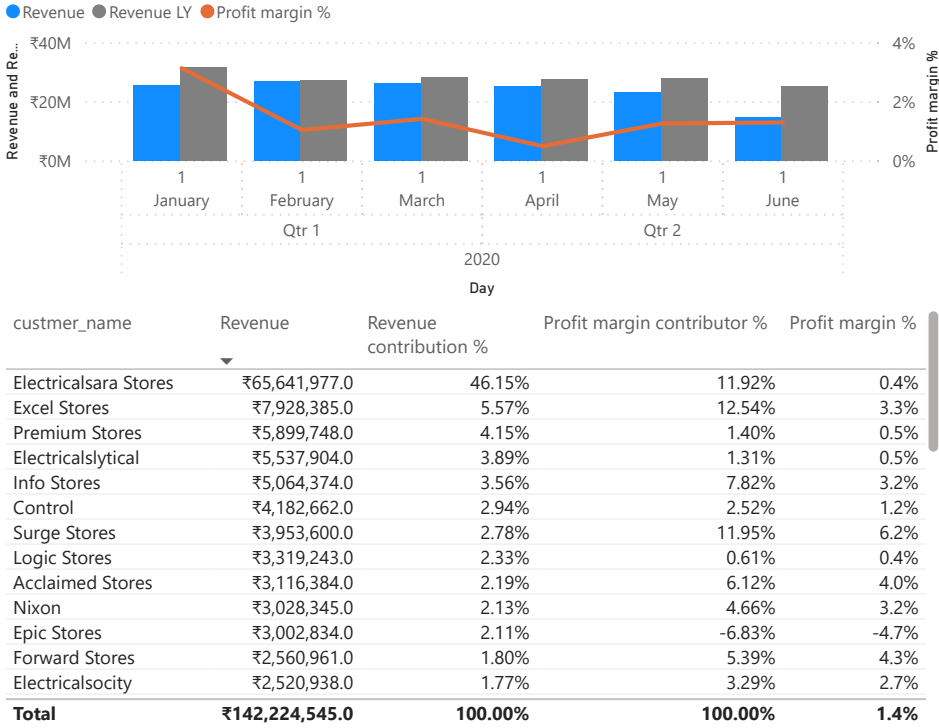 Revenue Revenue LY Profit margin %
₹40M 4%
₹20M 2%
₹0M 0%
Revenue and Re...
Profit margin %
1 1 1 1 1 1
January February March April May June
Qtr 1 Qtr 2
2020
Day
custmer_name Revenue Revenue Profit margin contributor % Profit margin %
contribution %
Electricalsara Stores ₹65,641,977.0 46.15% 11.92% 0.4%
Excel Stores ₹7,928,385.0 5.57% 12.54% 3.3%
Premium Stores ₹5,899,748.0 4.15% 1.40% 0.5%
Electricalslytical ₹5,537,904.0 3.89% 1.31% 0.5%
Info Stores ₹5,064,374.0 3.56% 7.82% 3.2%
Control ₹4,182,662.0 2.94% 2.52% 1.2%
Surge Stores ₹3,953,600.0 2.78% 11.95% 6.2%
Logic Stores ₹3,319,243.0 2.33% 0.61% 0.4%
Acclaimed Stores ₹3,116,384.0 2.19% 6.12% 4.0%
Nixon ₹3,028,345.0 2.13% 4.66% 3.2%
Epic Stores ₹3,002,834.0 2.11% -6.83% -4.7%
Forward Stores ₹2,560,961.0 1.80% 5.39% 4.3%
Electricalsocity ₹2,520,938.0 1.77% 3.29% 2.7%
Total ₹142,224,545.0 100.00% 100.00% 1.4%